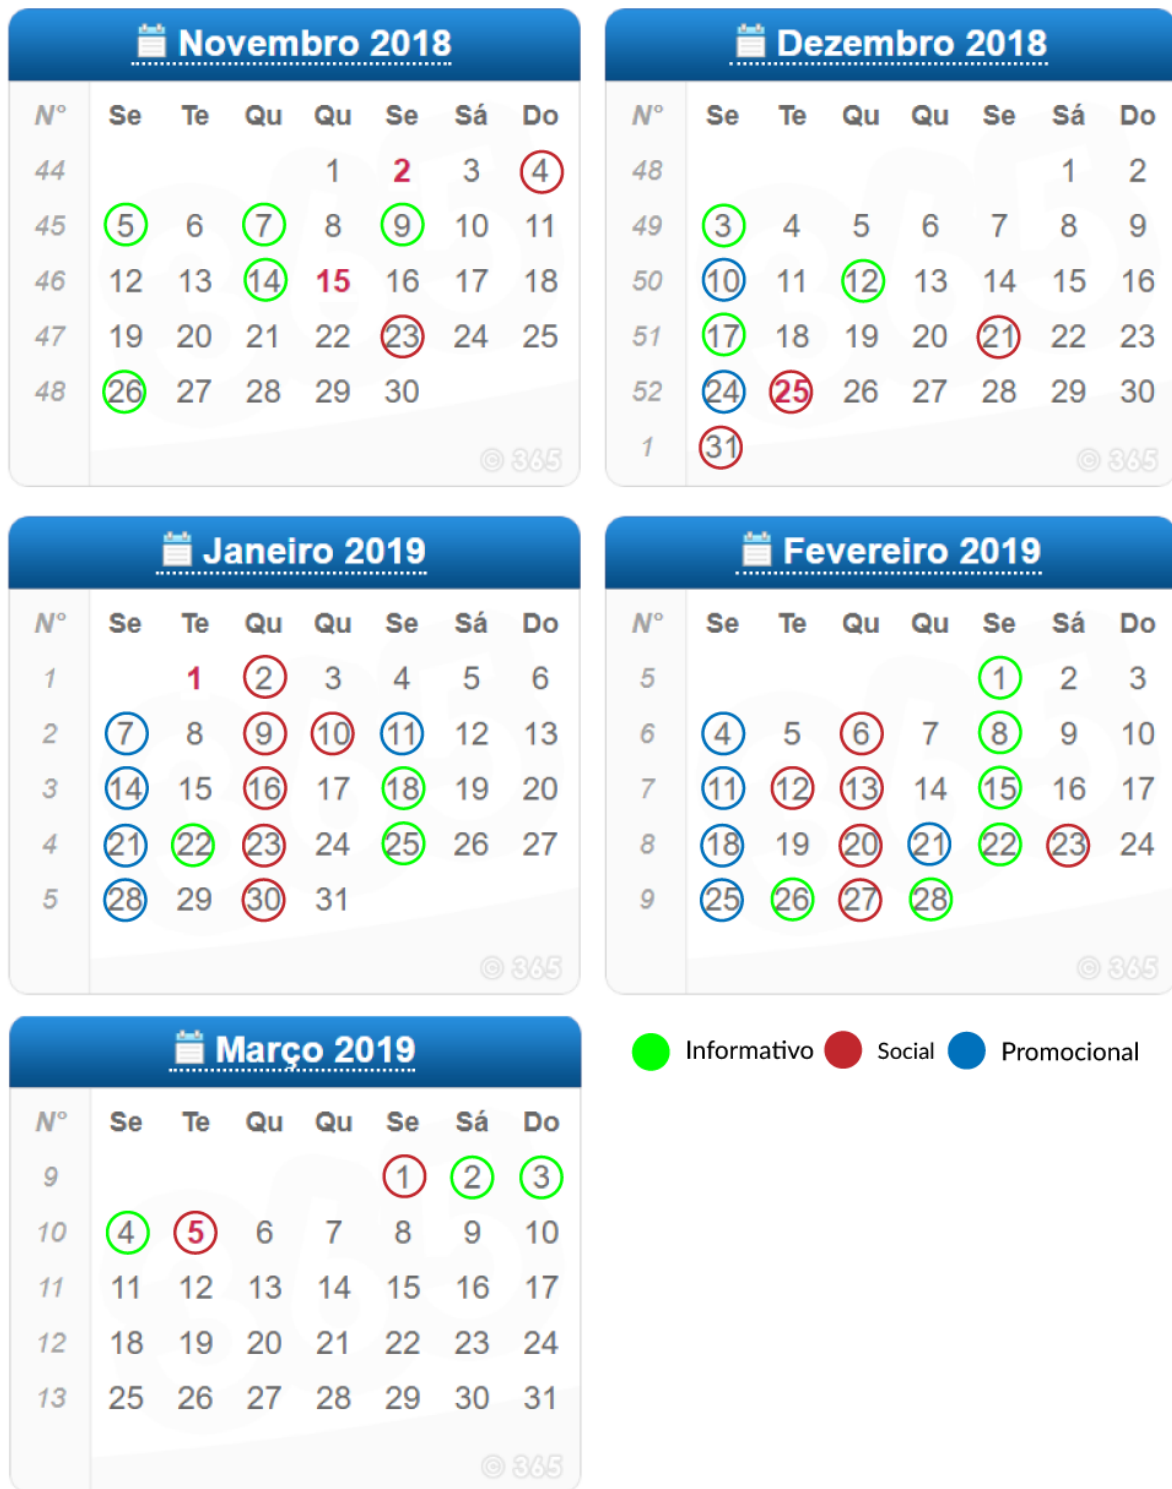 Novembro 2018
N° Se Te Qu Qu Se Sá Do
44 1 2 3 4
45 5 6 7 8 9 10 11
46 12 13 14 15 16 17 18
47 19 20 21 22 23 24 25
48 26 27 28 29 30
© 365
Dezembro 2018
N° Se Te Qu Qu Se Sá Do
48 1 2
49 3 4 5 6 7 8 9
50 10 11 12 13 14 15 16
51 17 18 19 20 21 22 23
52 24 25 26 27 28 29 30
1 31
© 365
Janeiro 2019
N° Se Te Qu Qu Se Sá Do
1 1 2 3 4 5 6
2 7 8 9 10 11 12 13
3 14 15 16 17 18 19 20
4 21 22 23 24 25 26 27
5 28 29 30 31
© 365
Fevereiro 2019
N° Se Te Qu Qu Se Sá Do
5 1 2 3
6 4 5 6 7 8 9 10
7 11 12 13 14 15 16 17
8 18 19 20 21 22 23 24
9 25 26 27 28
© 365
Março 2019
N° Se Te Qu Qu Se Sá Do
9 1 2 3
10 4 5 6 7 8 9 10
11 11 12 13 14 15 16 17
12 18 19 20 21 22 23 24
13 25 26 27 28 29 30 31
© 365
Informativo Social Promocional